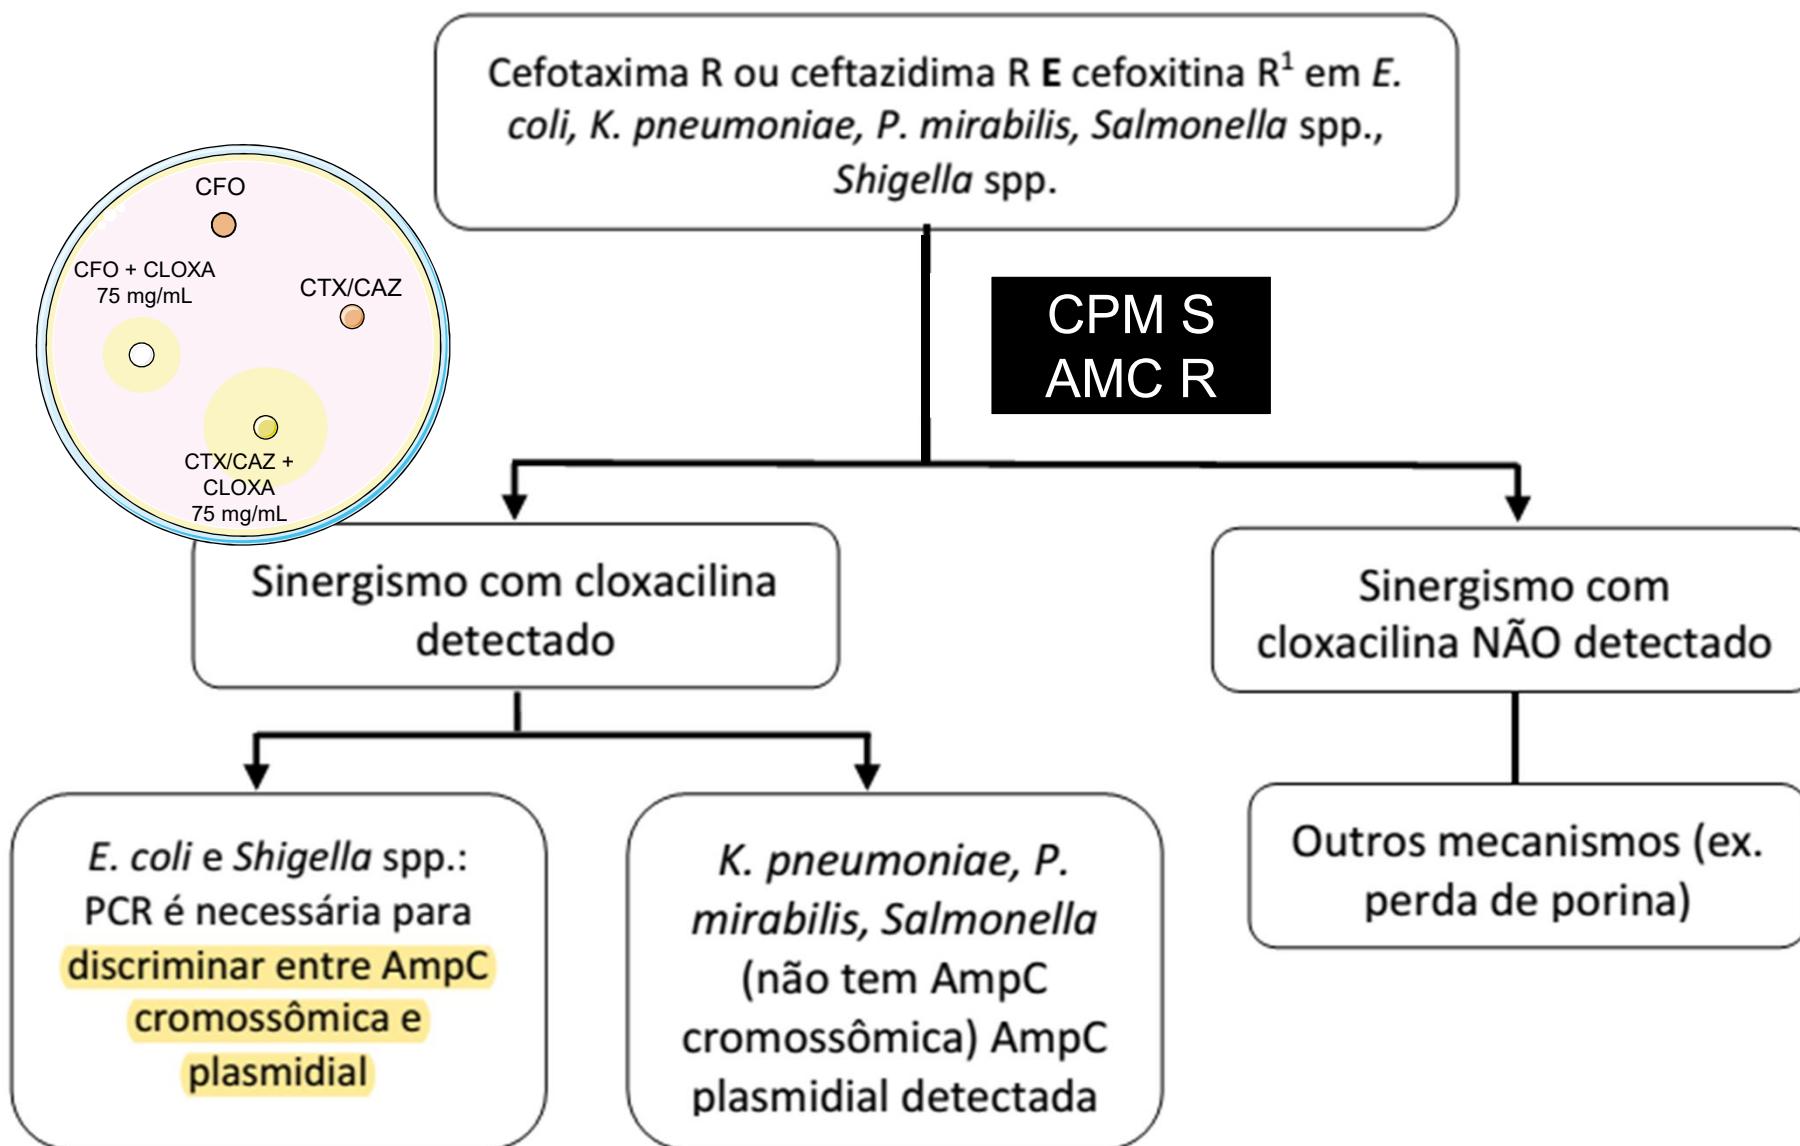 Cefotaxima R ou ceftazidima R E cefoxitina R¹ em E.
coli, K. pneumoniae, P. mirabilis, Salmonella spp.,
Shigella spp.
CFO
CFO + CLOXA
75 mg/mL
CTX/CAZ
CTX/CAZ +
CLOXA
75 mg/mL
CPM S
AMC R
Sinergismo com cloxacilina
detectado
Sinergismo com
cloxacilina NÃO detectado
E. coli e Shigella spp.:
PCR é necessária para
discriminar entre AmpC
cromossômica e
plasmidial
K. pneumoniae, P.
mirabilis, Salmonella
(não tem AmpC
cromossômica) AmpC
plasmidial detectada
Outros mecanismos (ex.
perda de porina)